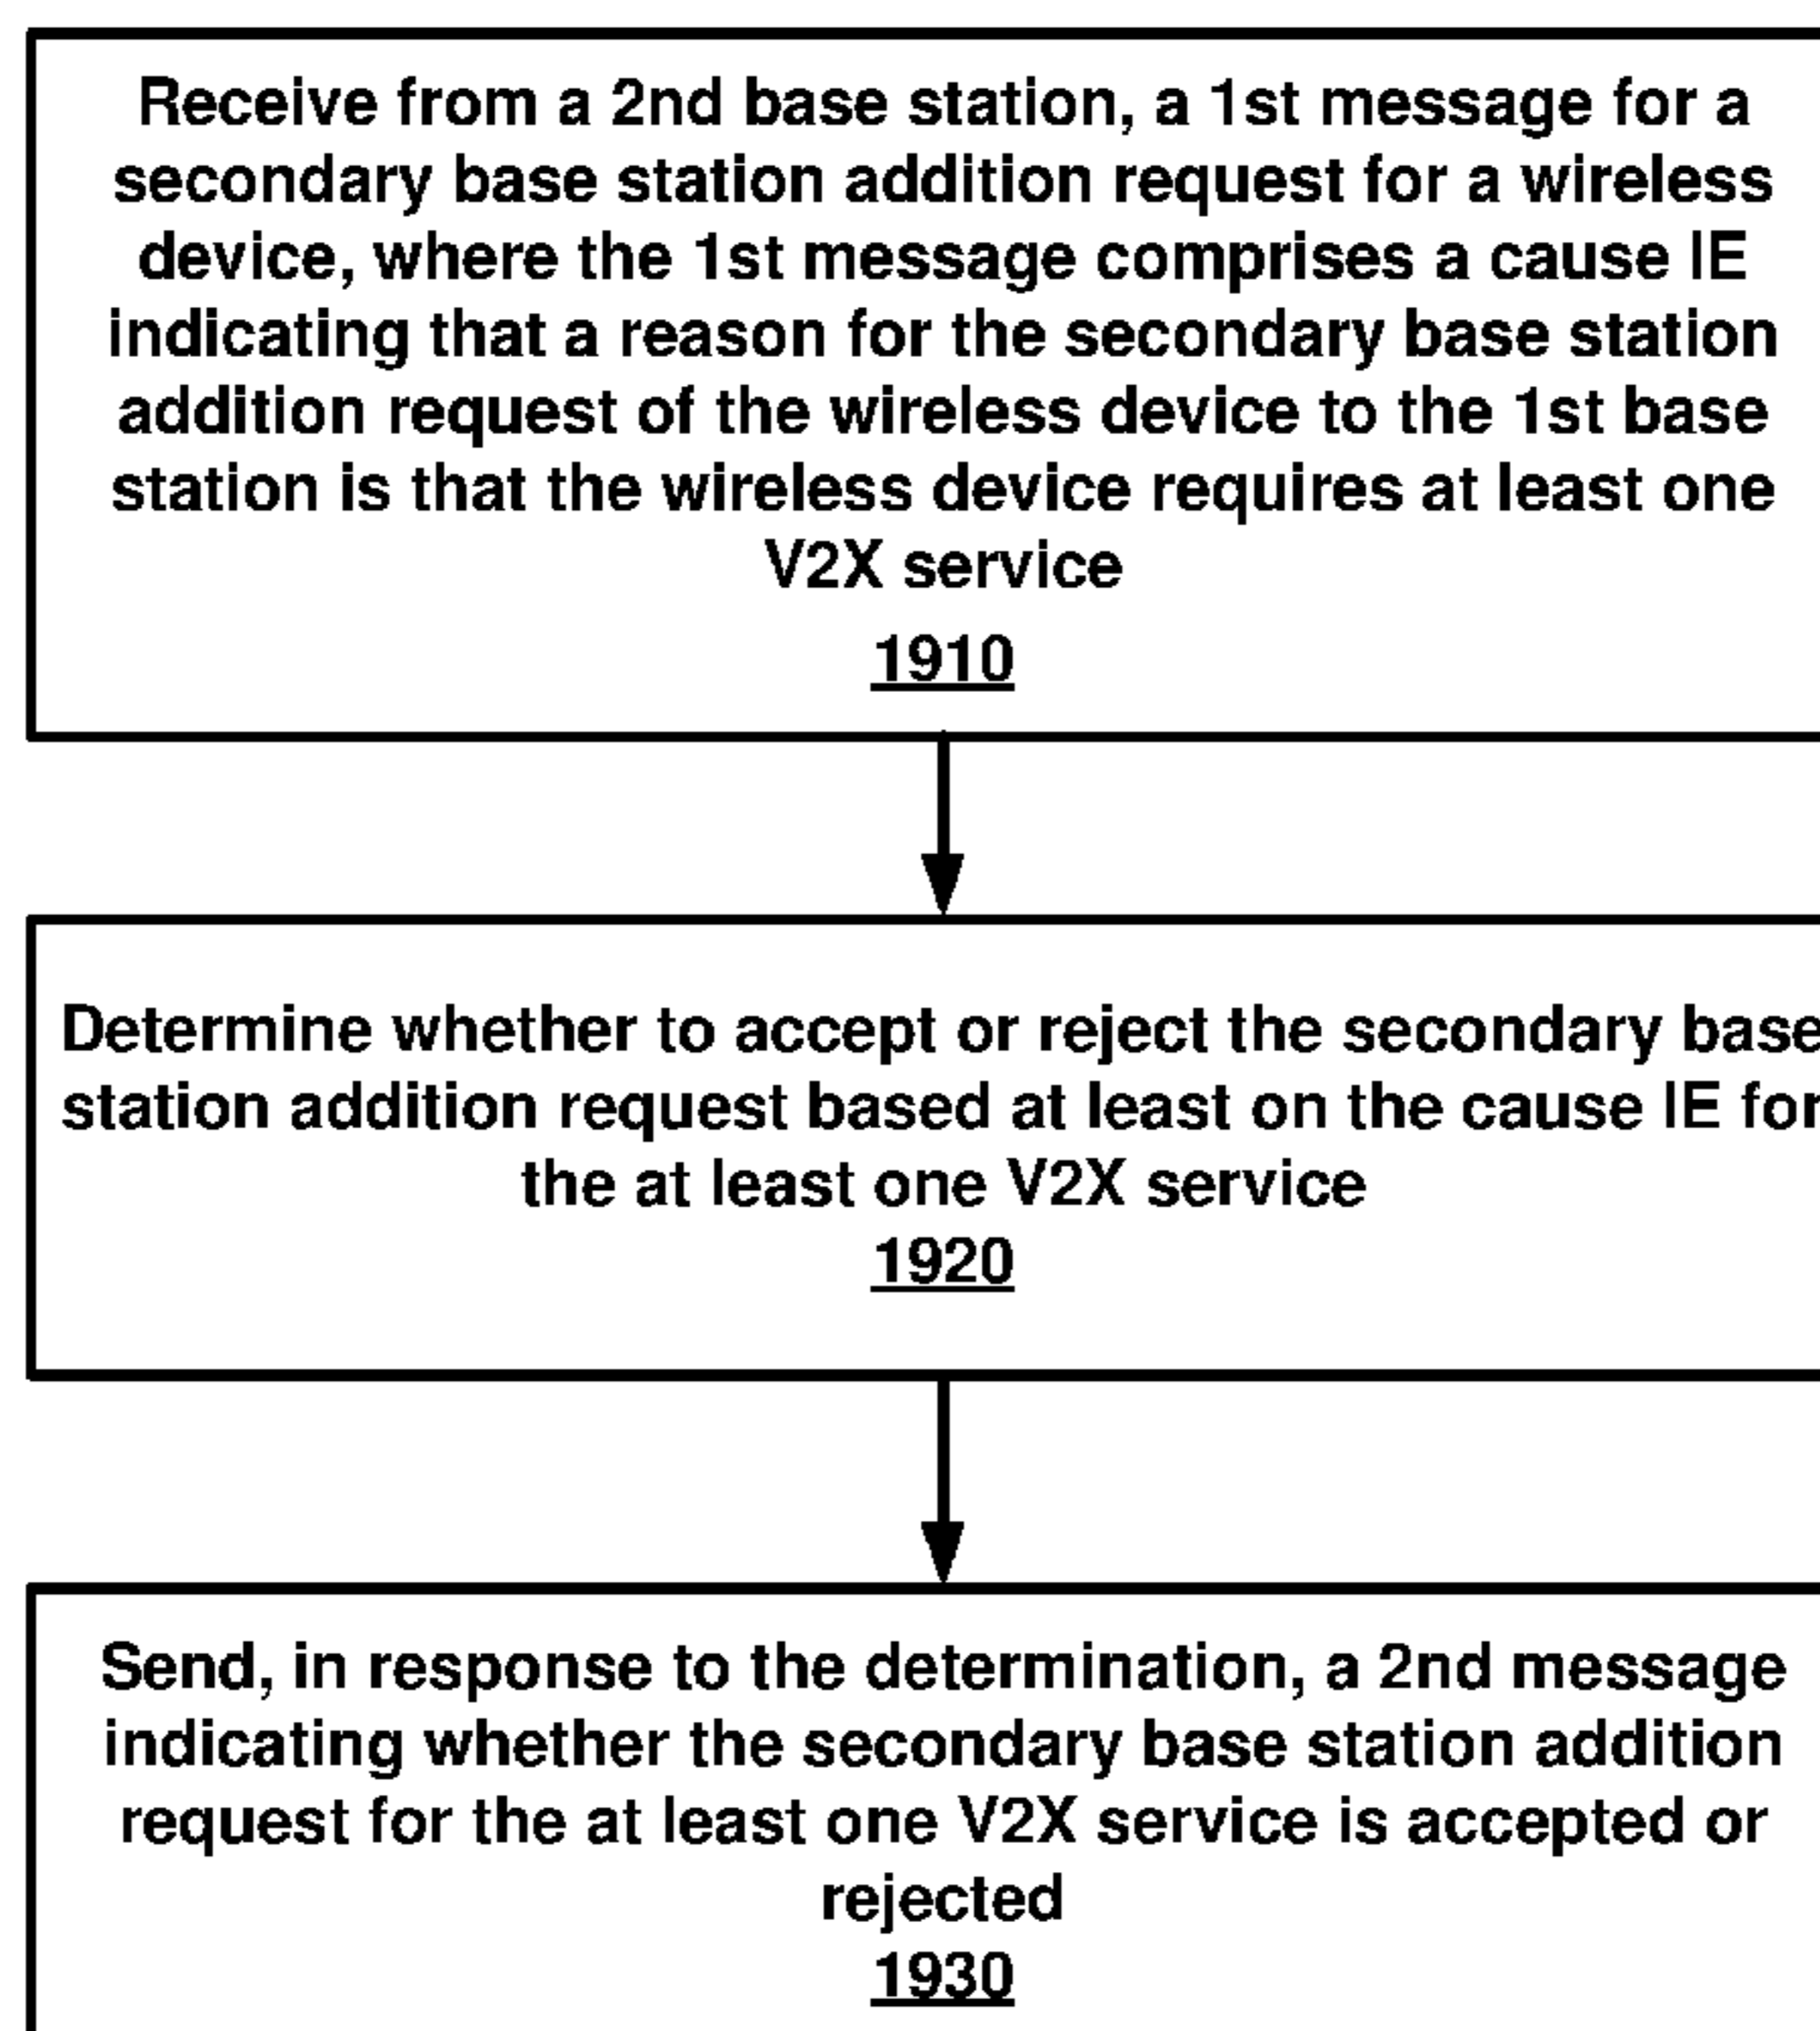 Receive from a 2nd base station, a 1st message for a
secondary base station addition request for a wireless
device, where the 1st message comprises a cause IE
indicating that a reason for the secondary base station
addition request of the wireless device to the 1st base
station is that the wireless device requires at least one
V2X service
1910
Determine whether to accept or reject the secondary base
station addition request based at least on the cause IE for
the at least one V2X service
1920
Send, in response to the determination, a 2nd message
indicating whether the secondary base station addition
request for the at least one V2X service is accepted or
rejected
1930